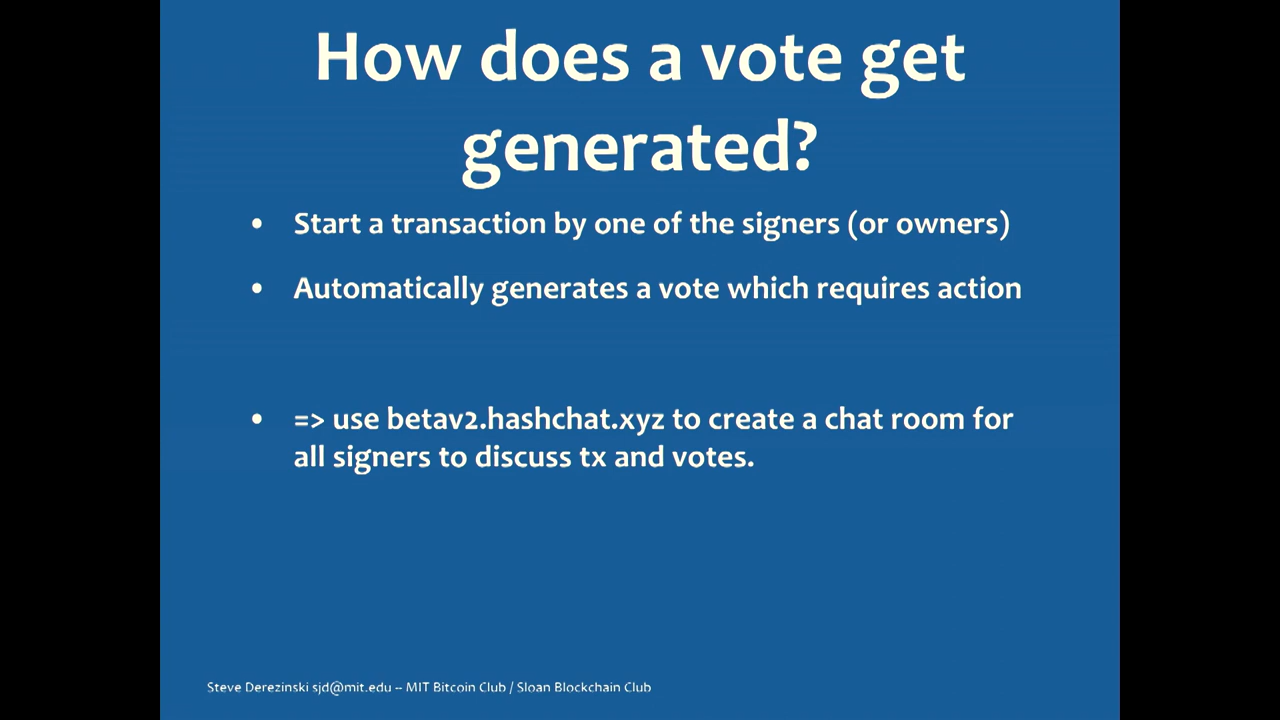 How does a vote get
generated?
• Start a transaction by one of the signers (or owners)
• Automatically generates a vote which requires action
• => use betav2.hashchat.xyz to create a chat room for
all signers to discuss tx and votes.
Steve Derezinski sjd@mit.edu -- MIT Bitcoin Club / Sloan Blockchain Club